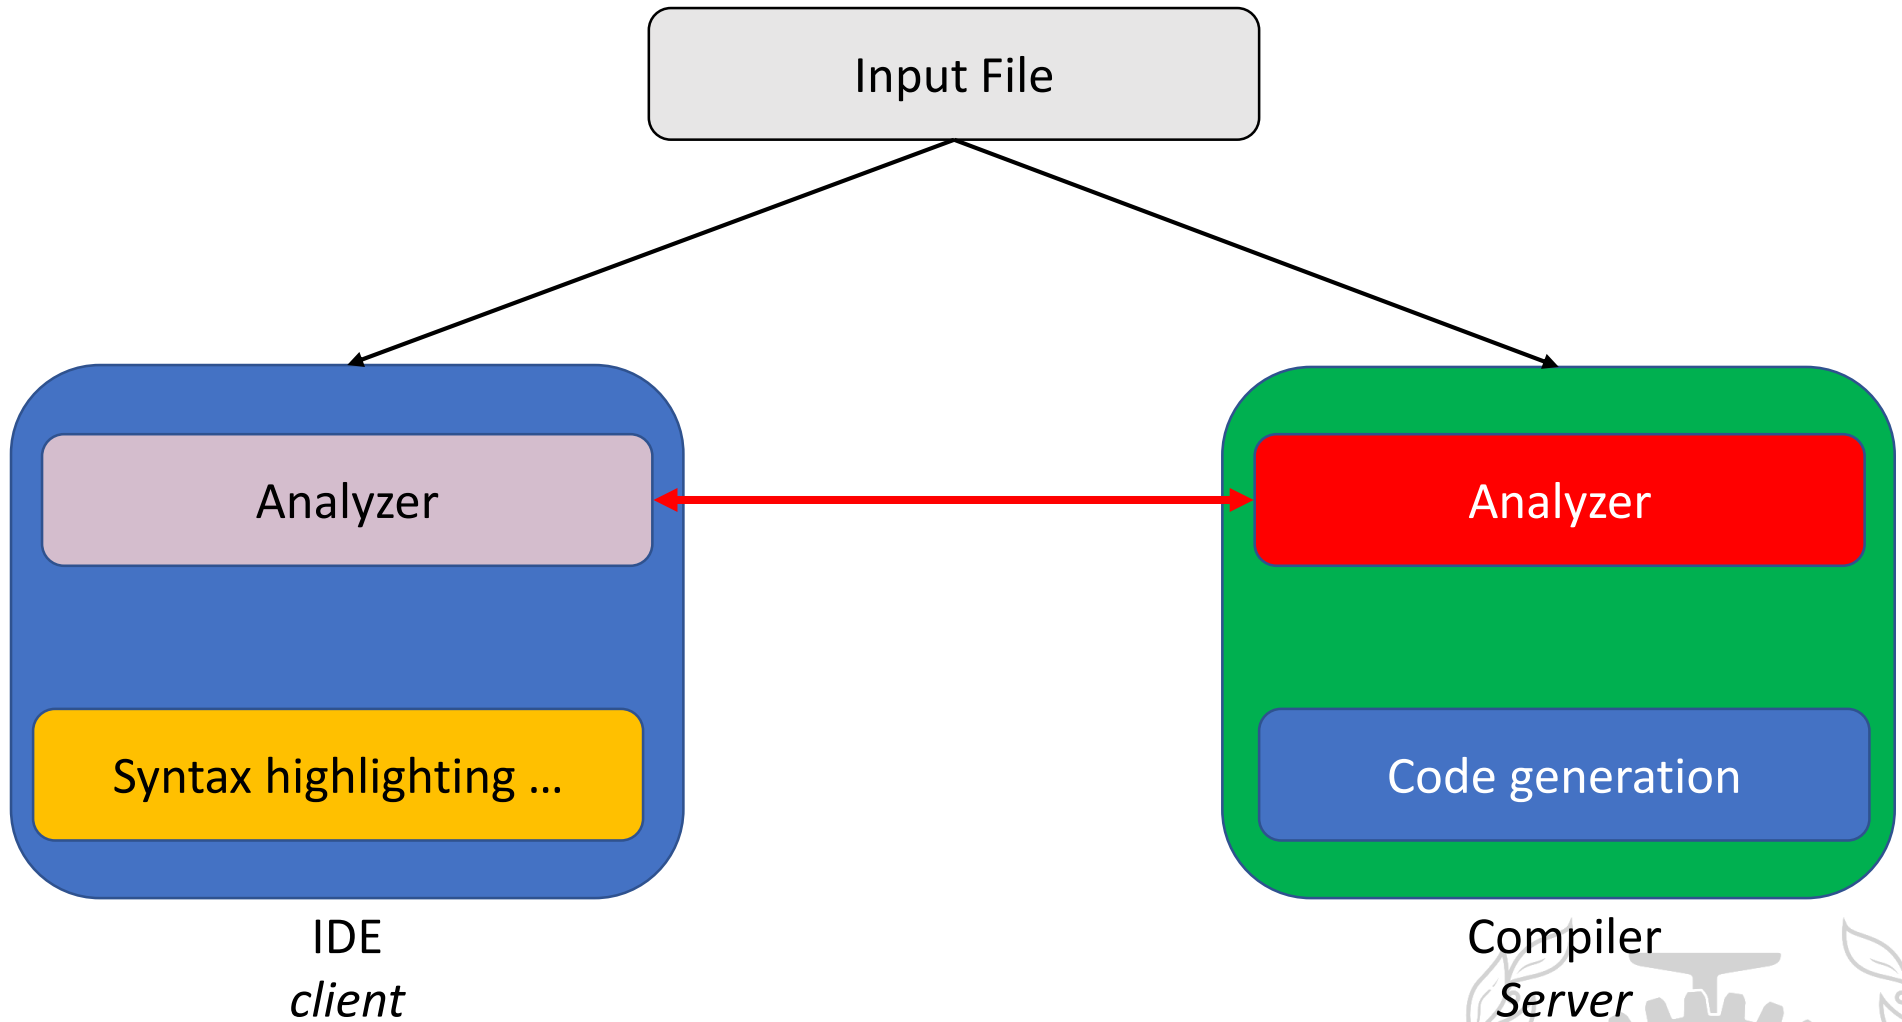 Input File
Analyzer
Analyzer
Syntax highlighting ...
Code generation
IDE
client
Compiler
Server